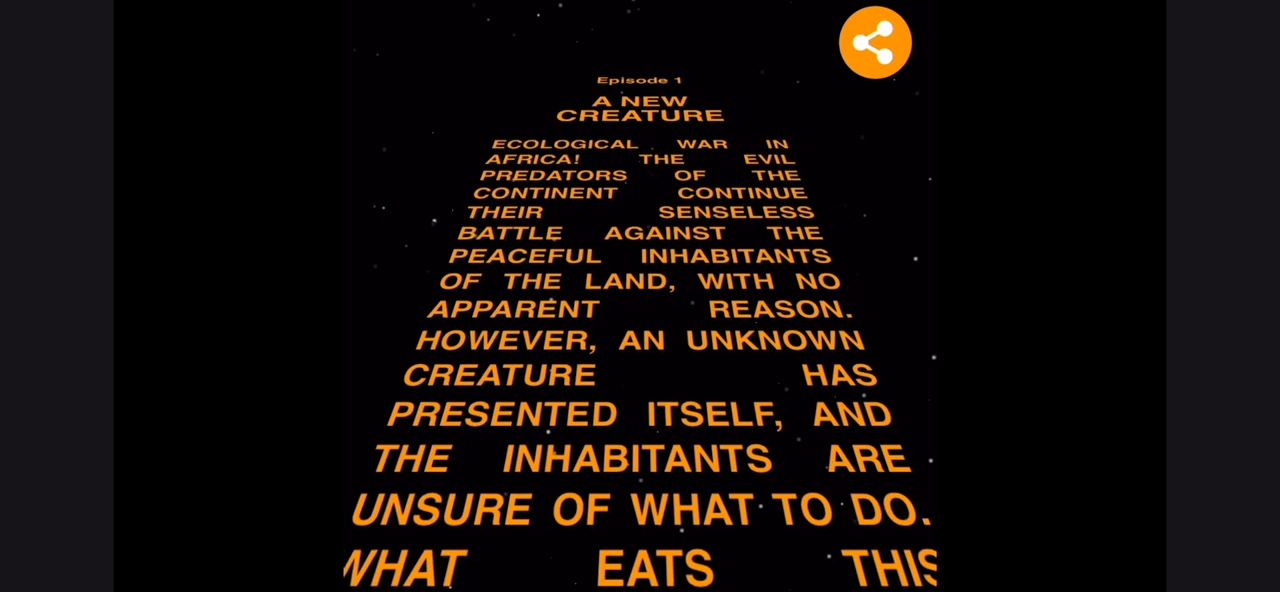 Episode 1
A NEW
CREATURE
ECOLOGICAL WAR IN
AFRICA! THE EVIL
PREDATORS OF THE
CONTINENT CONTINUE
THEIR SENSELESS
BATTLE AGAINST THE
PEACEFUL INHABITANTS
OF THE LAND, WITH NO
APPARENT REASON.
HOWEVER, AN UNKNOWN
CREATURE HAS
PRESENTED ITSELF, AND
THE INHABITANTS ARE
UNSURE OF WHAT TO DO.
WHAT EATS THIS